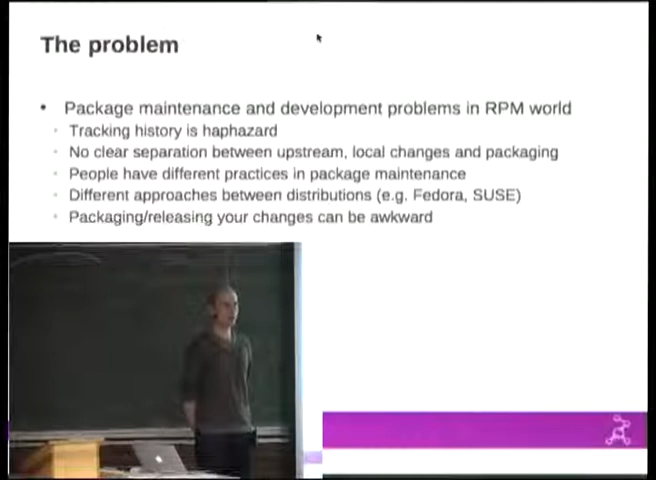 The problem
• Package maintenance and development problems in RPM world
Tracking history is haphazard
No clear separation between upstream, local changes and packaging
People have different practices in package maintenance
Different approaches between distributions (e.g. Fedora, SUSE)
Packaging/releasing your changes can be awkward